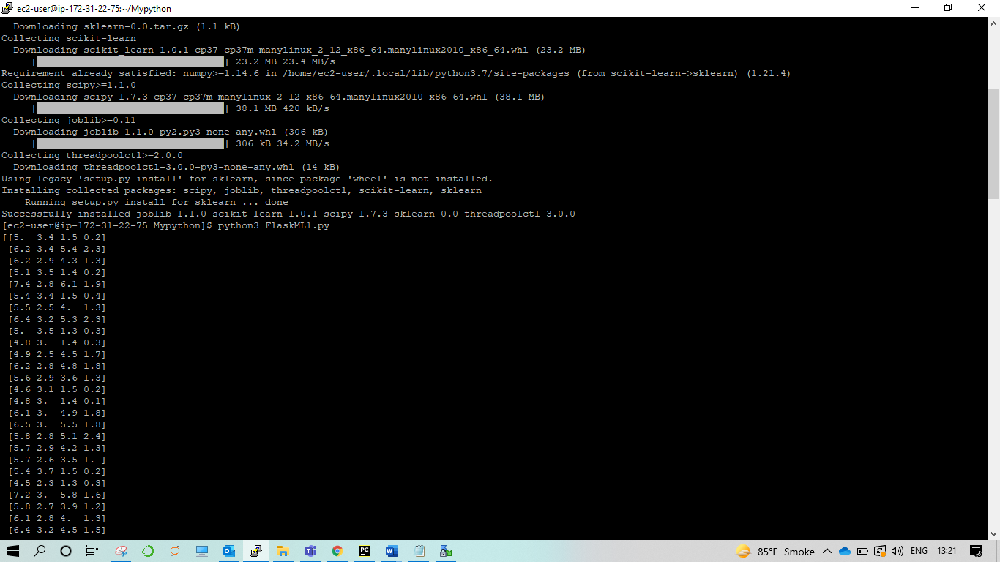 ec2-user@ip-172-31-22-75:~/Mypython
  Downloading sklearn-0.0.tar.gz (1.1 kB)
Collecting scikit-learn
  Downloading scikit_learn-1.0.1-cp37-cp37m-manylinux_2_12_x86_64.manylinux2010_x86_64.whl (23.2 MB)
     |                                | 23.2 MB 23.4 MB/s
Requirement already satisfied: numpy>=1.14.6 in /home/ec2-user/.local/lib/python3.7/site-packages (from scikit-learn->sklearn) (1.21.4)
Collecting scipy>=1.1.0
  Downloading scipy-1.7.3-cp37-cp37m-manylinux_2_12_x86_64.manylinux2010_x86_64.whl (38.1 MB)
     |                                | 38.1 MB 420 kB/s
Collecting joblib>=0.11
  Downloading joblib-1.1.0-py2.py3-none-any.whl (306 kB)
     |                                | 306 kB 34.2 MB/s
Collecting threadpoolctl>=2.0.0
  Downloading threadpoolctl-3.0.0-py3-none-any.whl (14 kB)
Using legacy 'setup.py install' for sklearn, since package 'wheel' is not installed.
Installing collected packages: scipy, joblib, threadpoolctl, scikit-learn, sklearn
    Running setup.py install for sklearn ... done
Successfully installed joblib-1.1.0 scikit-learn-1.0.1 scipy-1.7.3 sklearn-0.0 threadpoolctl-3.0.0
[ec2-user@ip-172-31-22-75 Mypython]$ python3 FlaskML1.py
[[5.  3.4 1.5 0.2]
 [6.2 3.4 5.4 2.3]
 [6.2 2.9 4.3 1.3]
 [5.1 3.5 1.4 0.2]
 [7.4 2.8 6.1 1.9]
 [5.4 3.4 1.5 0.4]
 [5.5 2.5 4.  1.3]
 [6.4 3.2 5.3 2.3]
 [5.  3.5 1.3 0.3]
 [4.8 3.  1.4 0.3]
 [4.9 2.5 4.5 1.7]
 [6.2 2.8 4.8 1.8]
 [5.6 2.9 3.6 1.3]
 [4.6 3.1 1.5 0.2]
 [4.8 3.  1.4 0.1]
 [6.1 3.  4.9 1.8]
 [6.5 3.  5.5 1.8]
 [5.8 2.8 5.1 2.4]
 [5.7 2.9 4.2 1.3]
 [5.7 2.6 3.5 1. ]
 [5.4 3.7 1.5 0.2]
 [4.5 2.3 1.3 0.3]
 [7.2 3.  5.8 1.6]
 [5.8 2.7 3.9 1.2]
 [6.1 2.8 4.  1.3]
 [6.4 3.2 4.5 1.5]
85°F Smoke ENG 13:21